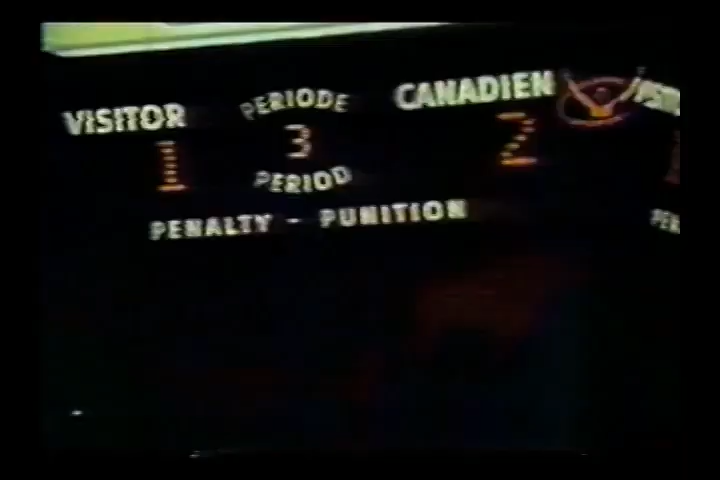 PERIODE
CANADIEN
VISITOR
1
3
2
PERIOD
PENALTY - PUNITION